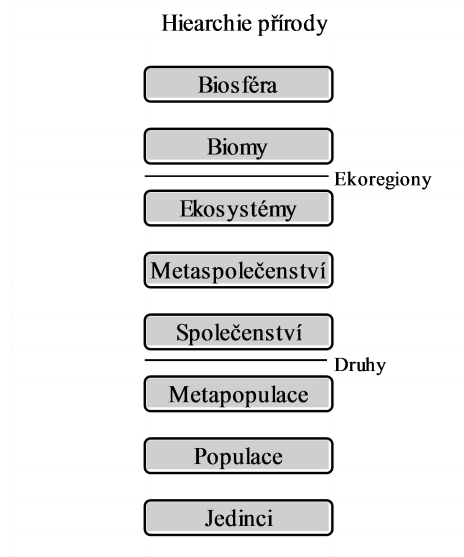 Hiearchie přírody
Biosféra
Biomy
Ekoregiony
Ekosystémy
Metaspolečenství
Společenství
Druhy
Metapopulace
Populace
Jedinci